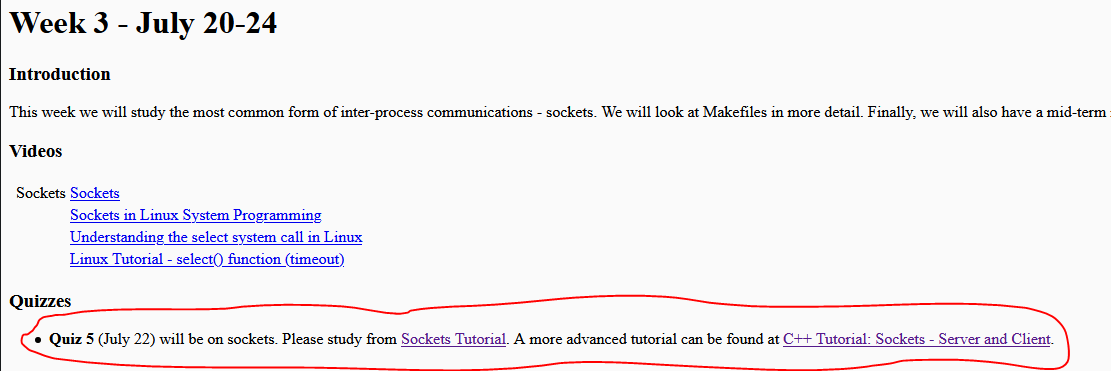 Week 3 - July 20-24
Introduction
This week we will study the most common form of inter-process communications - sockets. We will look at Makefiles in more detail. Finally, we will also have a mid-term
Videos
Sockets Sockets
Sockets in Linux System Programming
Understanding the select system call in Linux
Linux Tutorial - select() function (timeout)
Quizzes
• Quiz 5 (July 22) will be on sockets. Please study from Sockets Tutorial. A more advanced tutorial can be found at C++ Tutorial: Sockets - Server and Client.